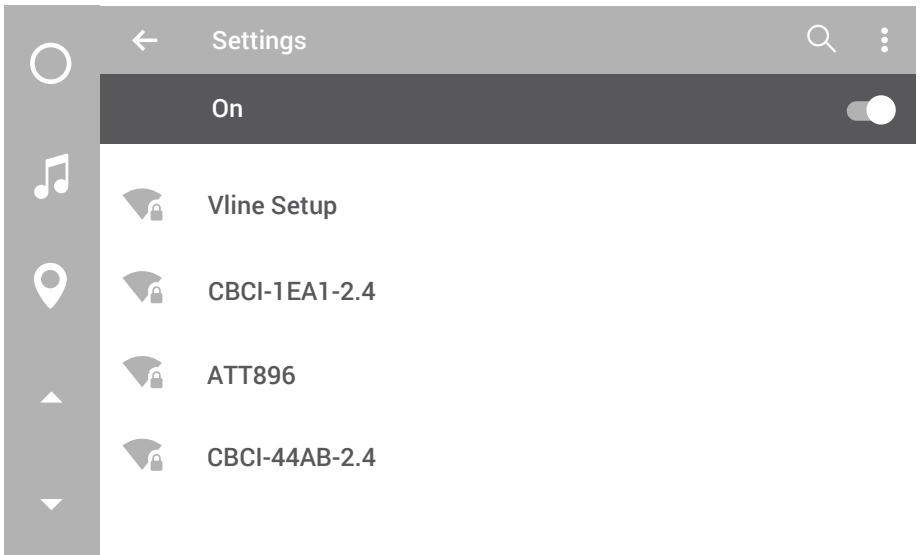 Settings
On
Vline Setup
CBCI-1EA1-2.4
ATT896
CBCI-44AB-2.4